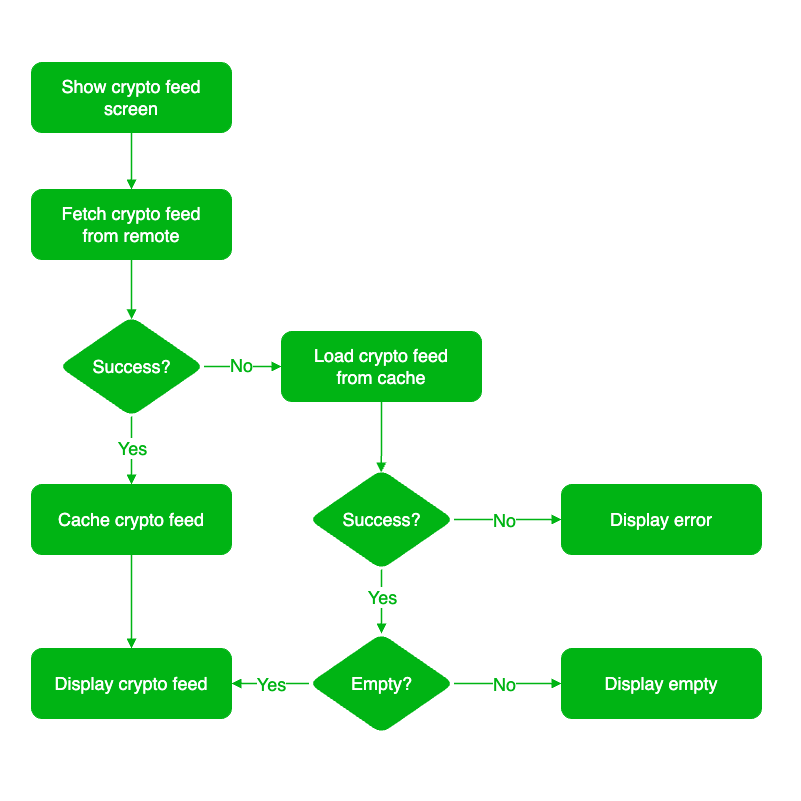 Show crypto feed
screen
Fetch crypto feed
from remote
Success?
No
Load crypto feed
from cache
Yes
Cache crypto feed
Success?
No
Display error
Yes
Display crypto feed
Yes
Empty?
No
Display empty